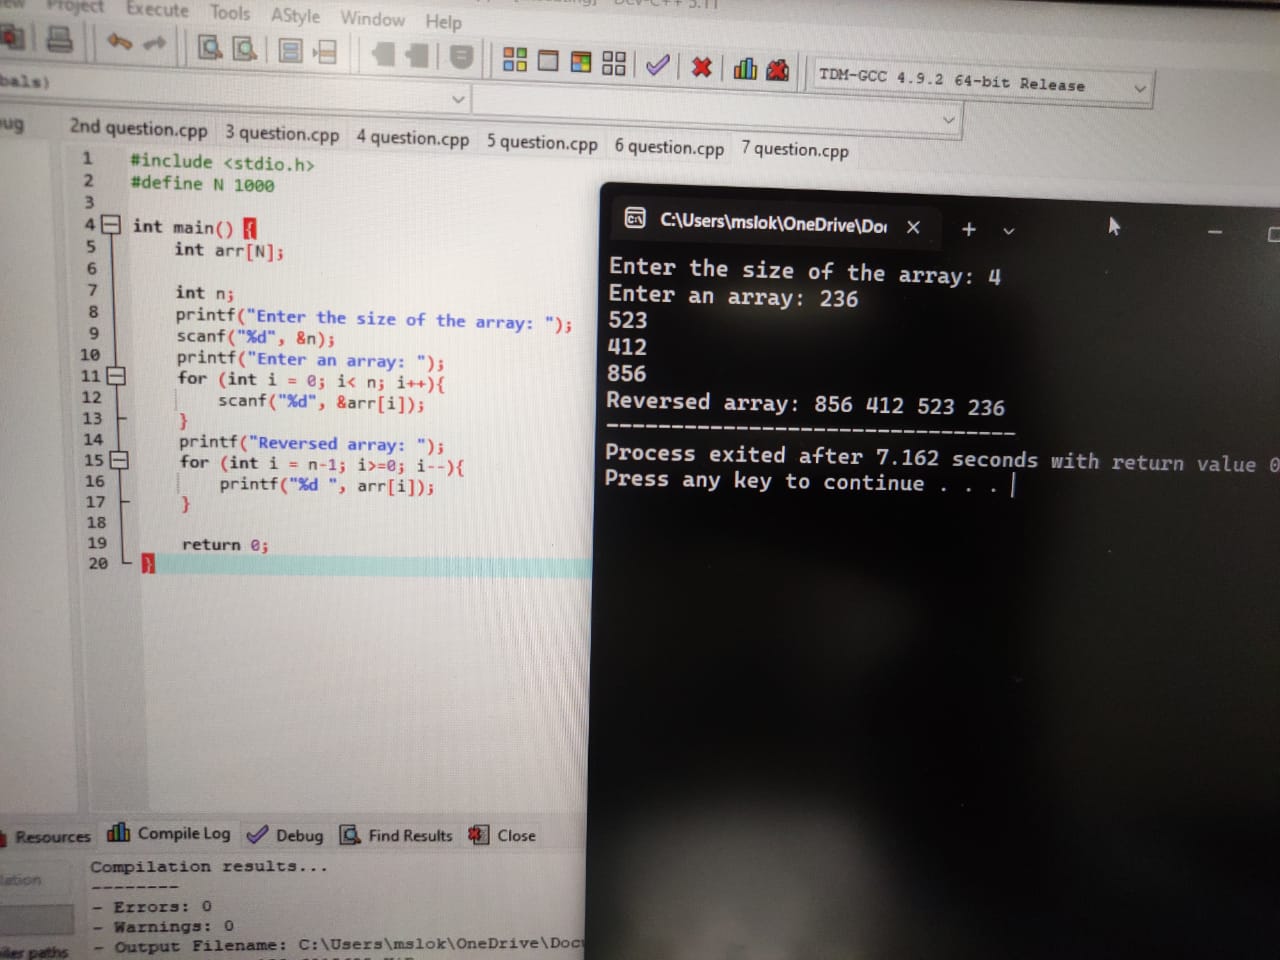 Project Execute Tools AStyle Window Help
TDM-GCC 4.9.2 64-bit Release
bals)
ug
2nd question.cpp 3 question.cpp 4 question.cpp 5 question.cpp 6 question.cpp 7 question.cpp
1 #include <stdio.h>
2 #define N 1000
3
4 int main() {
5 int arr[N];
6
7 int n;
8 printf("Enter the size of the array: ");
9 scanf("%d", &n);
10 printf("Enter an array: ");
11 for (int i = 0; i< n; i++){
12 scanf("%d", &arr[i]);
13 }
14 printf("Reversed array: ");
15 for (int i = n-1; i>=0; i--){
16 printf("%d ", arr[i]);
17 }
18
19 return 0;
20 }
C:\Users\mslok\OneDrive\Do
Enter the size of the array: 4
Enter an array: 236
523
412
856
Reversed array: 856 412 523 236
--------------------------------
Process exited after 7.162 seconds with return value 0
Press any key to continue . . .
Resources Compile Log Debug Find Results Close
Compilation results...
--------
- Errors: 0
- Warnings: 0
- Output Filename: C:\Users\mslok\OneDrive\Doc
lation
paths